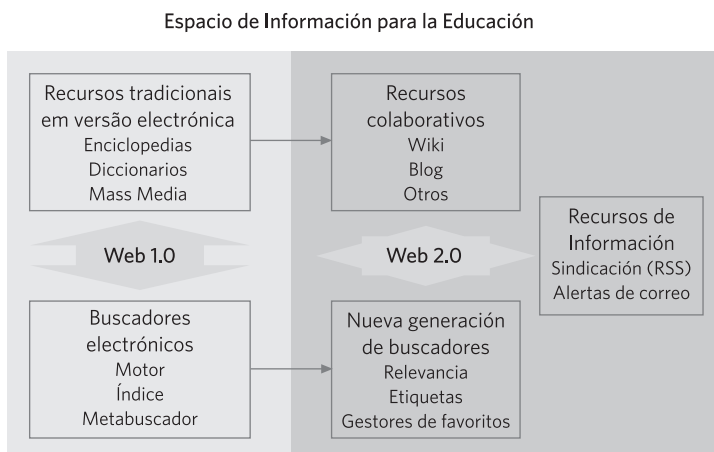 Espacio de Información para la Educación
Recursos tradicionais
em versão electrónica
Enciclopedias
Diccionarios
Mass Media
Recursos
colaborativos
Wiki
Blog
Otros
Web 1.0
Web 2.0
Recursos de
Información
Sindicación (RSS)
Alertas de correo
Buscadores
electrónicos
Motor
Índice
Metabuscador
Nueva generación
de buscadores
Relevancia
Etiquetas
Gestores de favoritos